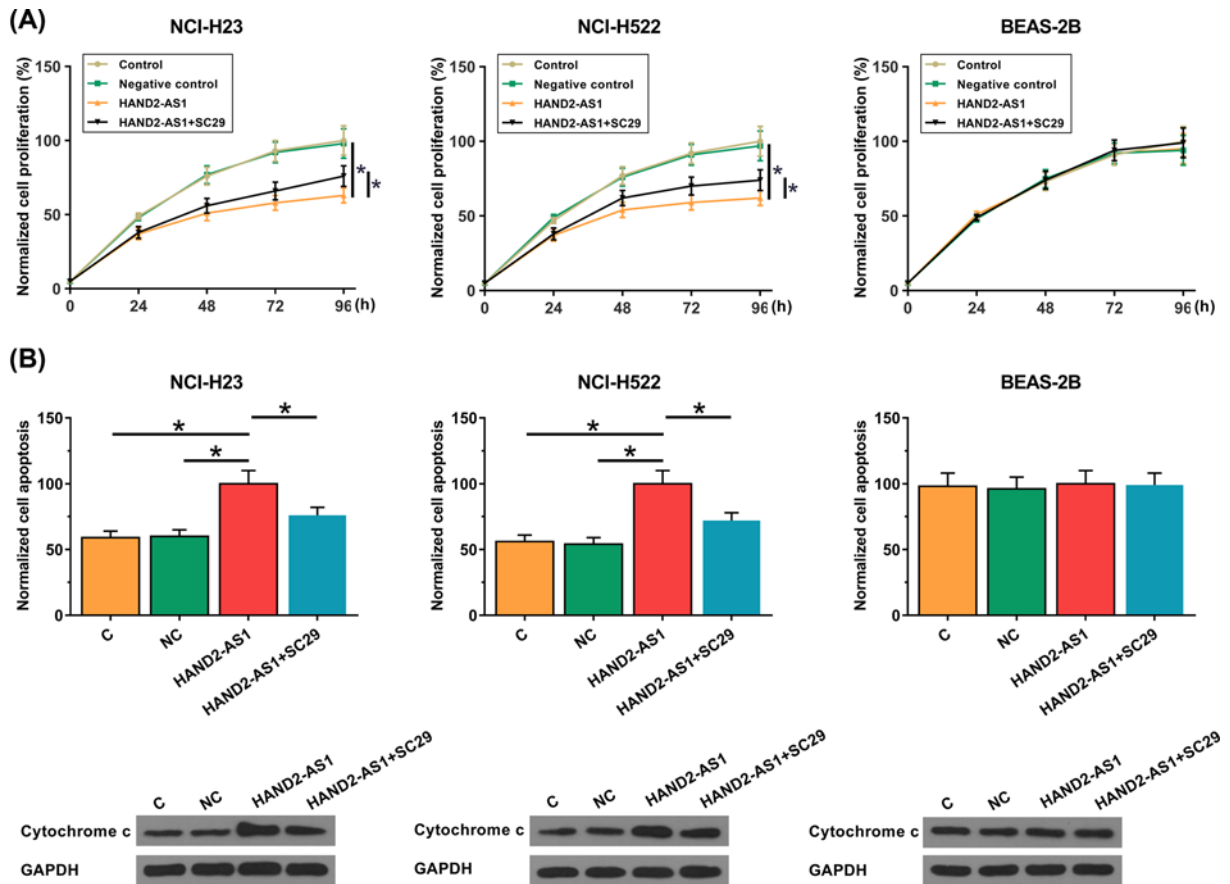 (A)
NCI-H23
Normalized cell proliferation (%)
150
100
50
0
Control
Negative control
HAND2-AS1
HAND2-AS1+SC29
*
*
0 24 48 72 96 (h)
NCI-H522
Normalized cell proliferation (%)
150
100
50
0
Control
Negative control
HAND2-AS1
HAND2-AS1+SC29
*
*
0 24 48 72 96 (h)
BEAS-2B
Normalized cell proliferation (%)
150
100
50
0
Control
Negative control
HAND2-AS1
HAND2-AS1+SC29
0 24 48 72 96 (h)
(B)
NCI-H23
Normalized cell apoptosis
150
100
50
0
*
*
*
C
NC
HAND2-AS1
HAND2-AS1+SC29
NCI-H522
Normalized cell apoptosis
150
100
50
0
*
*
*
C
NC
HAND2-AS1
HAND2-AS1+SC29
BEAS-2B
Normalized cell apoptosis
150
100
50
0
C
NC
HAND2-AS1
HAND2-AS1+SC29
C
NC
HAND2-AS1
HAND2-AS1+SC29
Cytochrome c
GAPDH
C
NC
HAND2-AS1
HAND2-AS1+SC29
Cytochrome c
GAPDH
C
NC
HAND2-AS1
HAND2-AS1+SC29
Cytochrome c
GAPDH